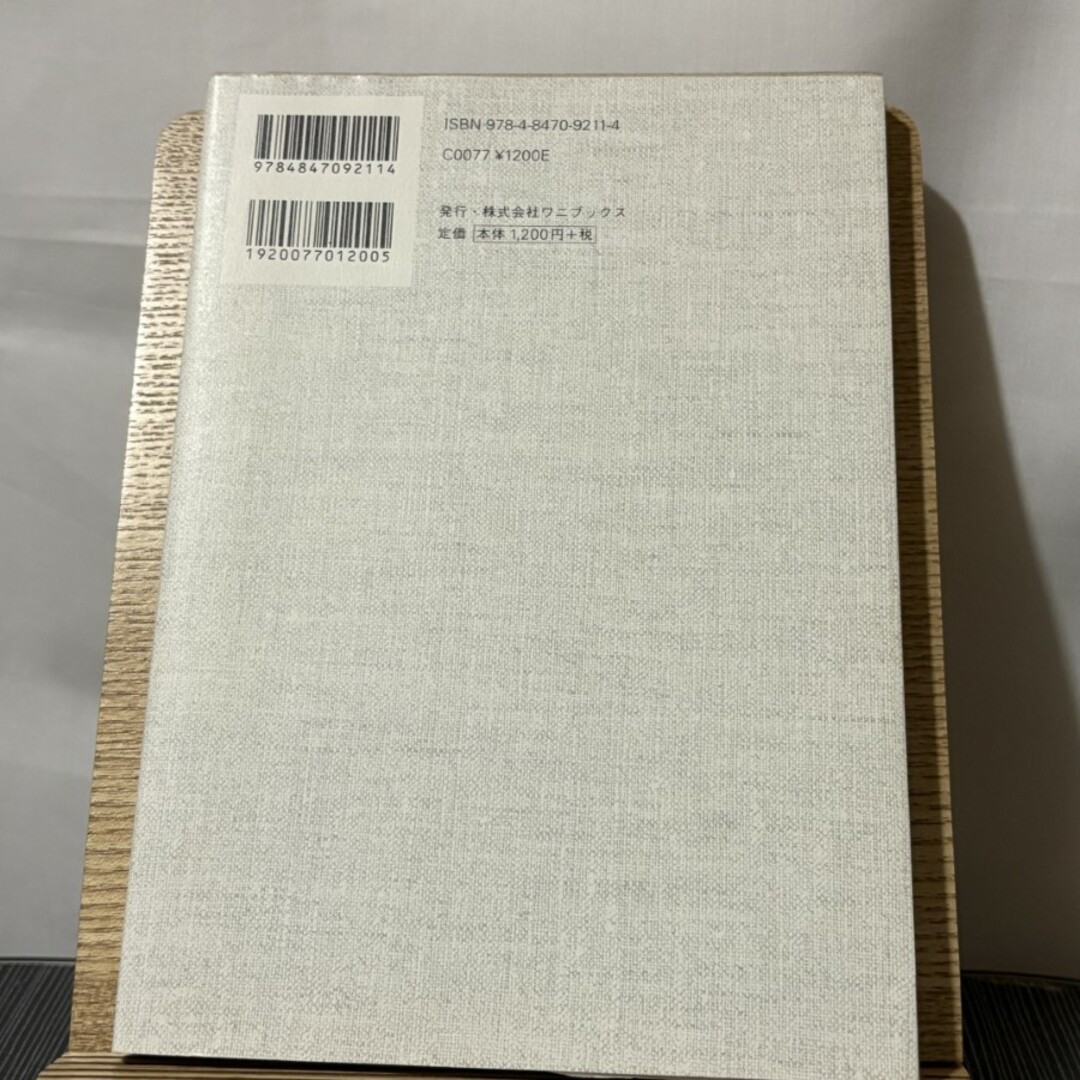 9784847092114
1920077012005
ISBN 978-4-8470-9211-4
C0077 ¥1200E
発行・株式会社ワニブックス
定価 本体 1,200円+税